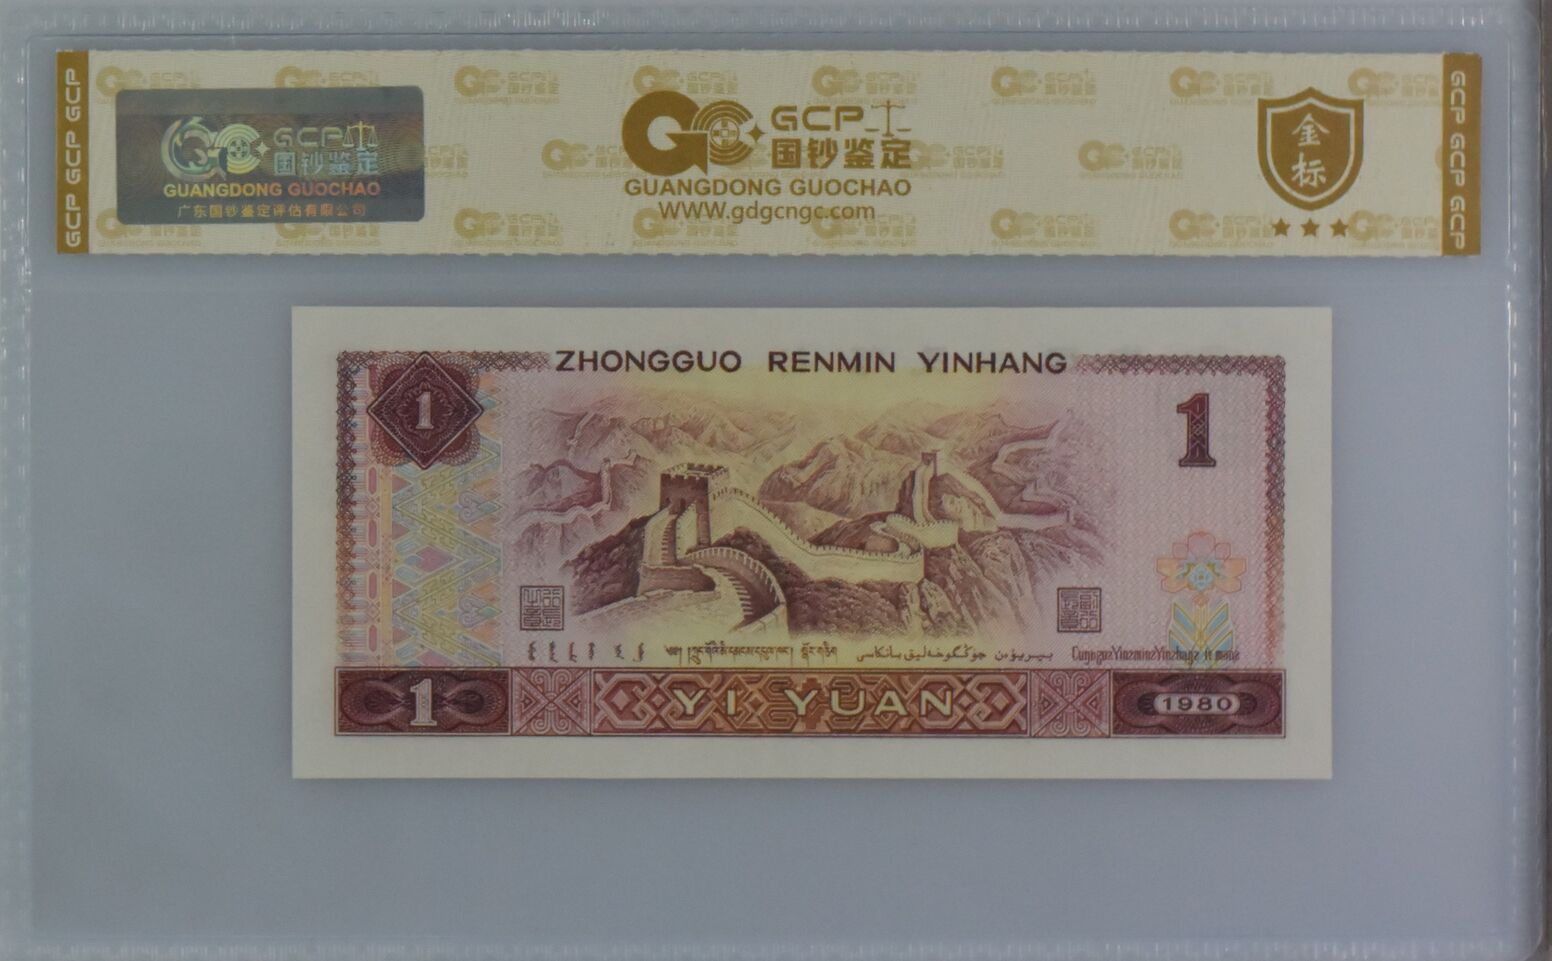 GCP GCP GCP
GCP
国钞鉴定
GUANGDONG GUOCHAO
广东国钞鉴定评估有限公司
GCP
国钞鉴定
GUANGDONG GUOCHAO
WWW.gdgcngc.com
金标
GCP GCP GCP
ZHONGGUO RENMIN YINHANG
1
1
1
YI YUAN
1980